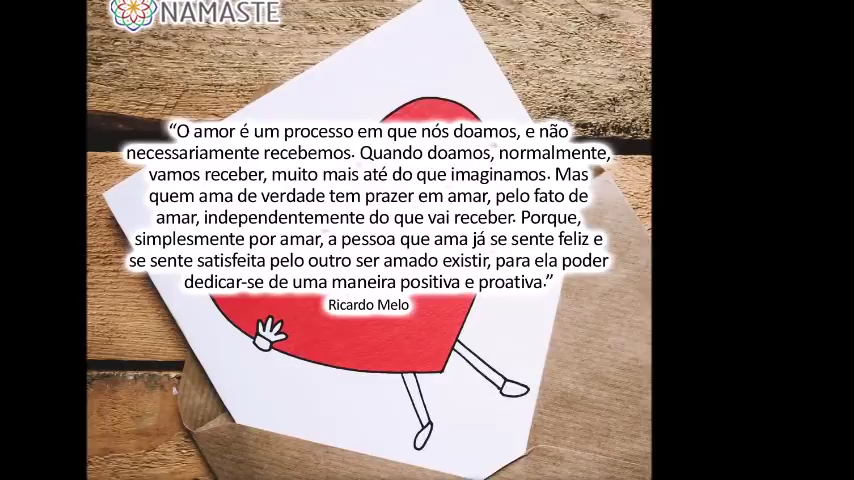 NAMASTE
“O amor é um processo em que nós doamos, e não
necessariamente recebemos. Quando doamos, normalmente,
vamos receber, muito mais até do que imaginamos. Mas
quem ama de verdade tem prazer em amar, pelo fato de
amar, independentemente do que vai receber. Porque,
simplesmente por amar, a pessoa que ama já se sente feliz e
se sente satisfeita pelo outro ser amado existir, para ela poder
dedicar-se de uma maneira positiva e proativa.”
Ricardo Melo